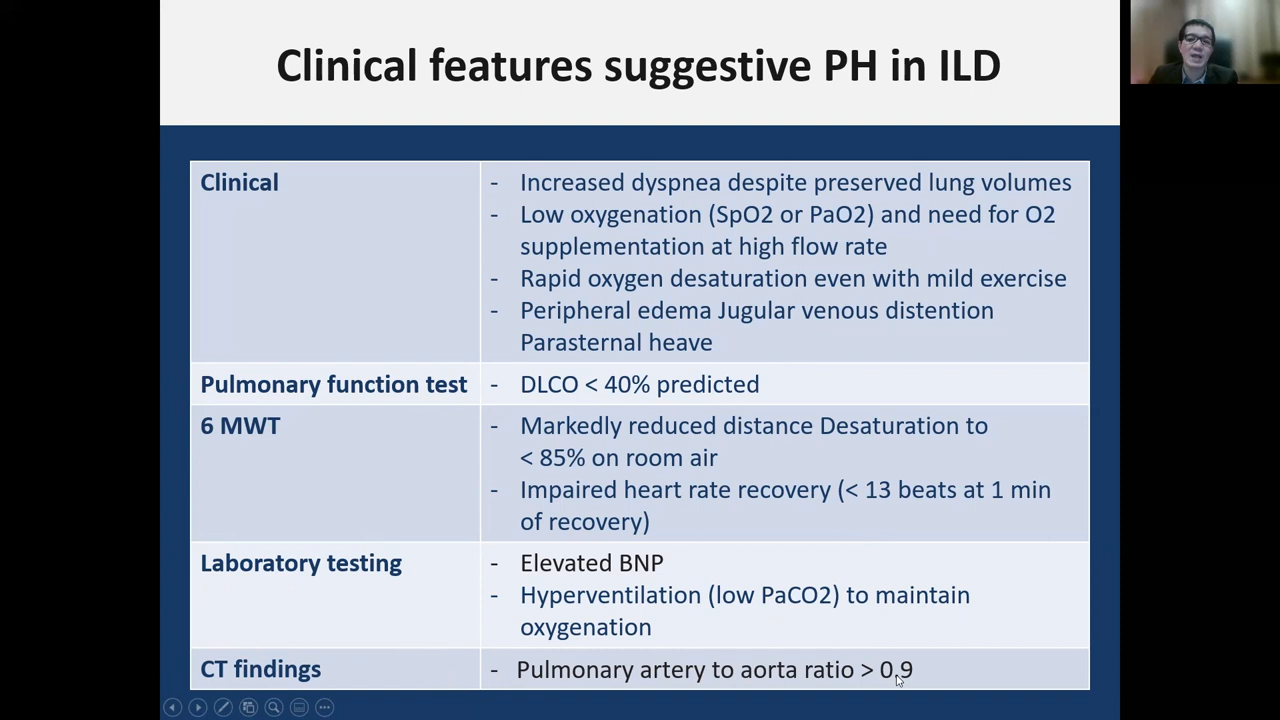 Clinical features suggestive PH in ILD
Clinical
- Increased dyspnea despite preserved lung volumes
- Low oxygenation (SpO2 or PaO2) and need for O2
supplementation at high flow rate
- Rapid oxygen desaturation even with mild exercise
- Peripheral edema Jugular venous distention
Parasternal heave
Pulmonary function test
- DLCO < 40% predicted
6 MWT
- Markedly reduced distance Desaturation to
< 85% on room air
- Impaired heart rate recovery (< 13 beats at 1 min
of recovery)
Laboratory testing
- Elevated BNP
- Hyperventilation (low PaCO2) to maintain
oxygenation
CT findings
- Pulmonary artery to aorta ratio > 0.9